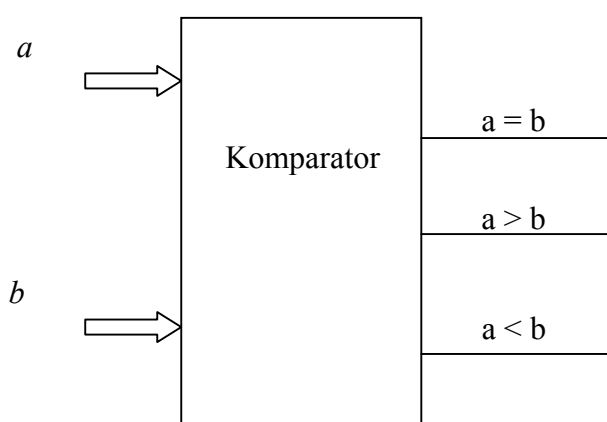 a
a = b
Komparator
a > b
b
a < b